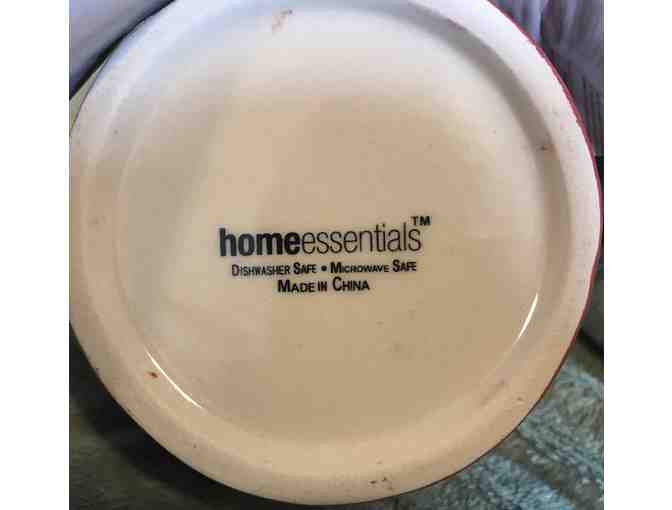 homeessentials™
DISHWASHER SAFE • MICROWAVE SAFE
MADE IN CHINA